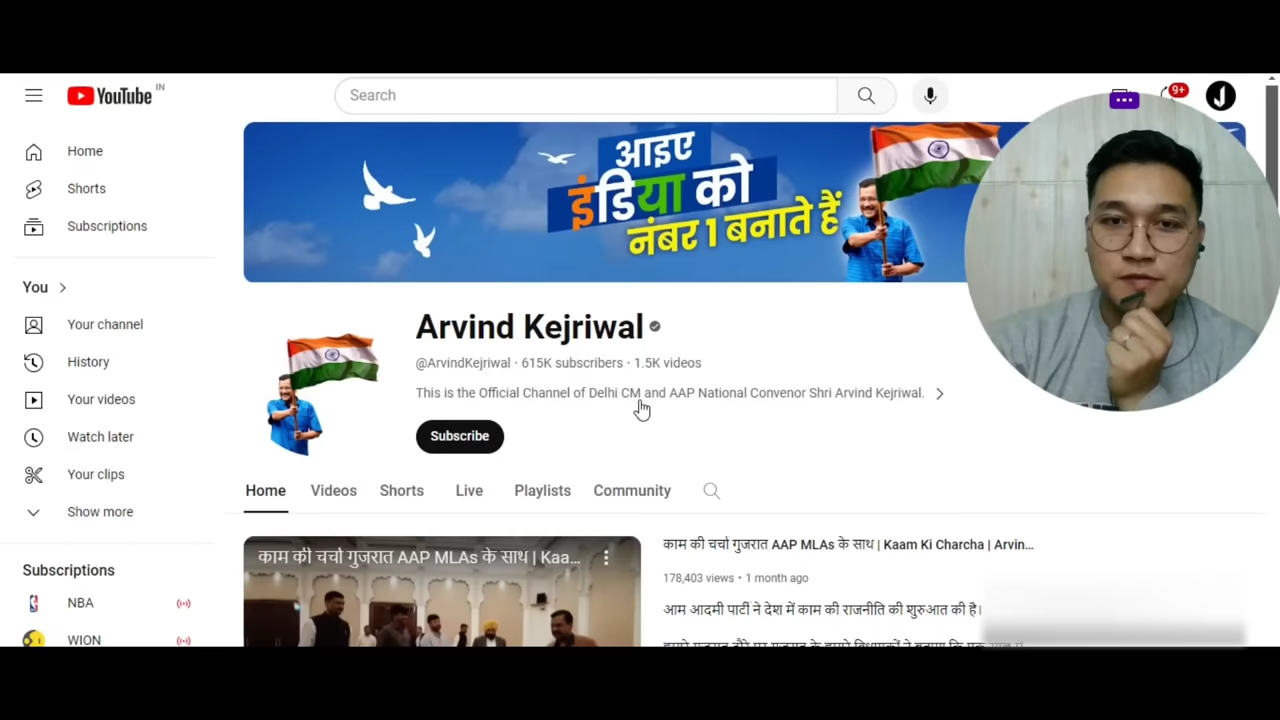 YouTube IN
Search
9+
Home
Shorts
Subscriptions
You
Your channel
History
Your videos
Watch later
Your clips
Show more
Subscriptions
NBA
WION
आइए
इंडिया को
नंबर 1 बनाते हैं
Arvind Kejriwal
@ArvindKejriwal · 615K subscribers · 1.5K videos
This is the Official Channel of Delhi CM and AAP National Convenor Shri Arvind Kejriwal.
Subscribe
Home Videos Shorts Live Playlists Community
काम की चर्चा गुजरात AAP MLAs के साथ | Kaa...
काम की चर्चा गुजरात AAP MLAs के साथ | Kaam Ki Charcha | Arvin...
178,403 views · 1 month ago
आम आदमी पार्टी ने देश में काम की राजनीति की शुरुआत की है।